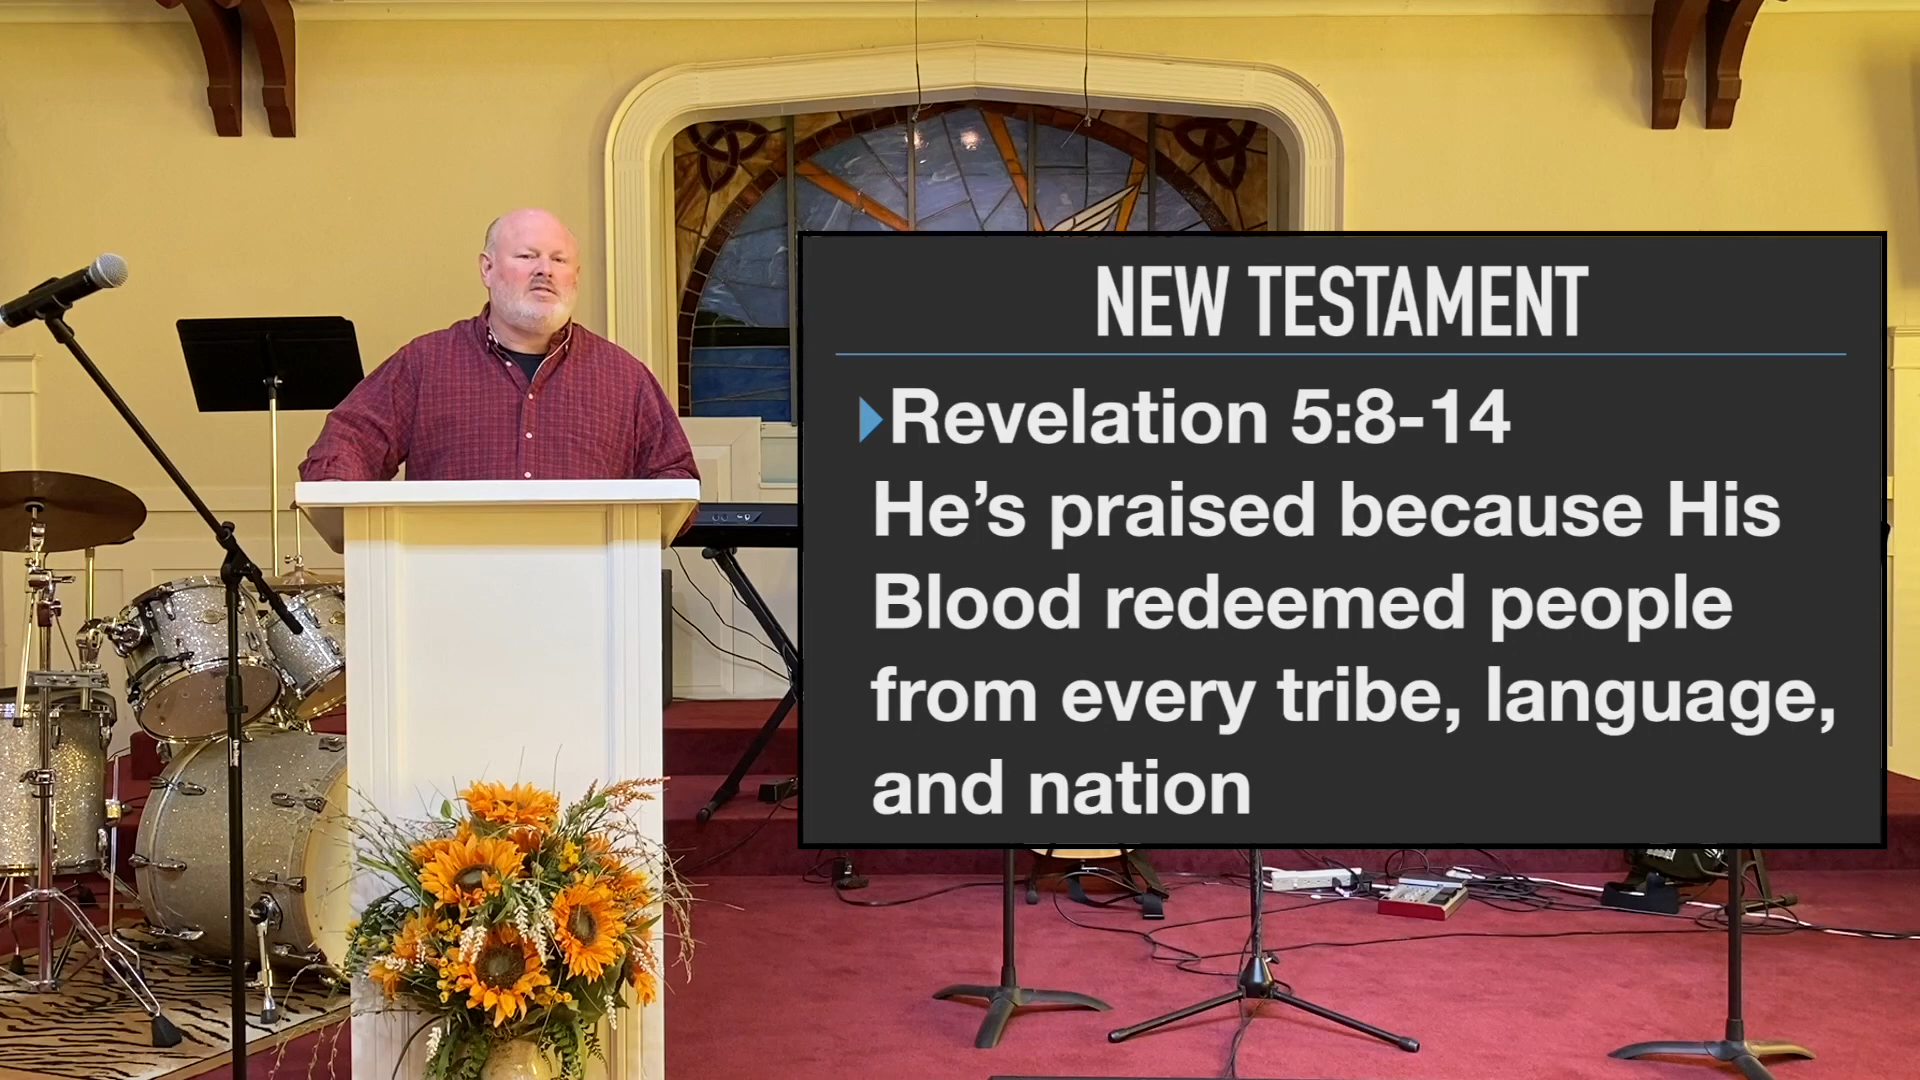 NEW TESTAMENT
Revelation 5:8-14
He’s praised because His
Blood redeemed people
from every tribe, language,
and nation